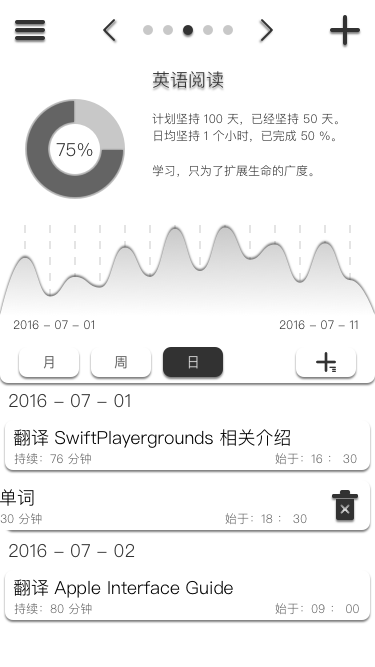 英语阅读
75%
计划坚持 100 天，已经坚持 50 天。
日均坚持 1 个小时，已完成 50 %。
学习，只为了扩展生命的广度。
2016 – 07 – 01
2016 – 07 – 11
月
周
日
2016 – 07 – 01
翻译 SwiftPlayergrounds 相关介绍
持续：76 分钟
始于：16 ： 30
单词
30 分钟
始于：18 ： 30
2016 – 07 – 02
翻译 Apple Interface Guide
持续：80 分钟
始于：09 ： 00